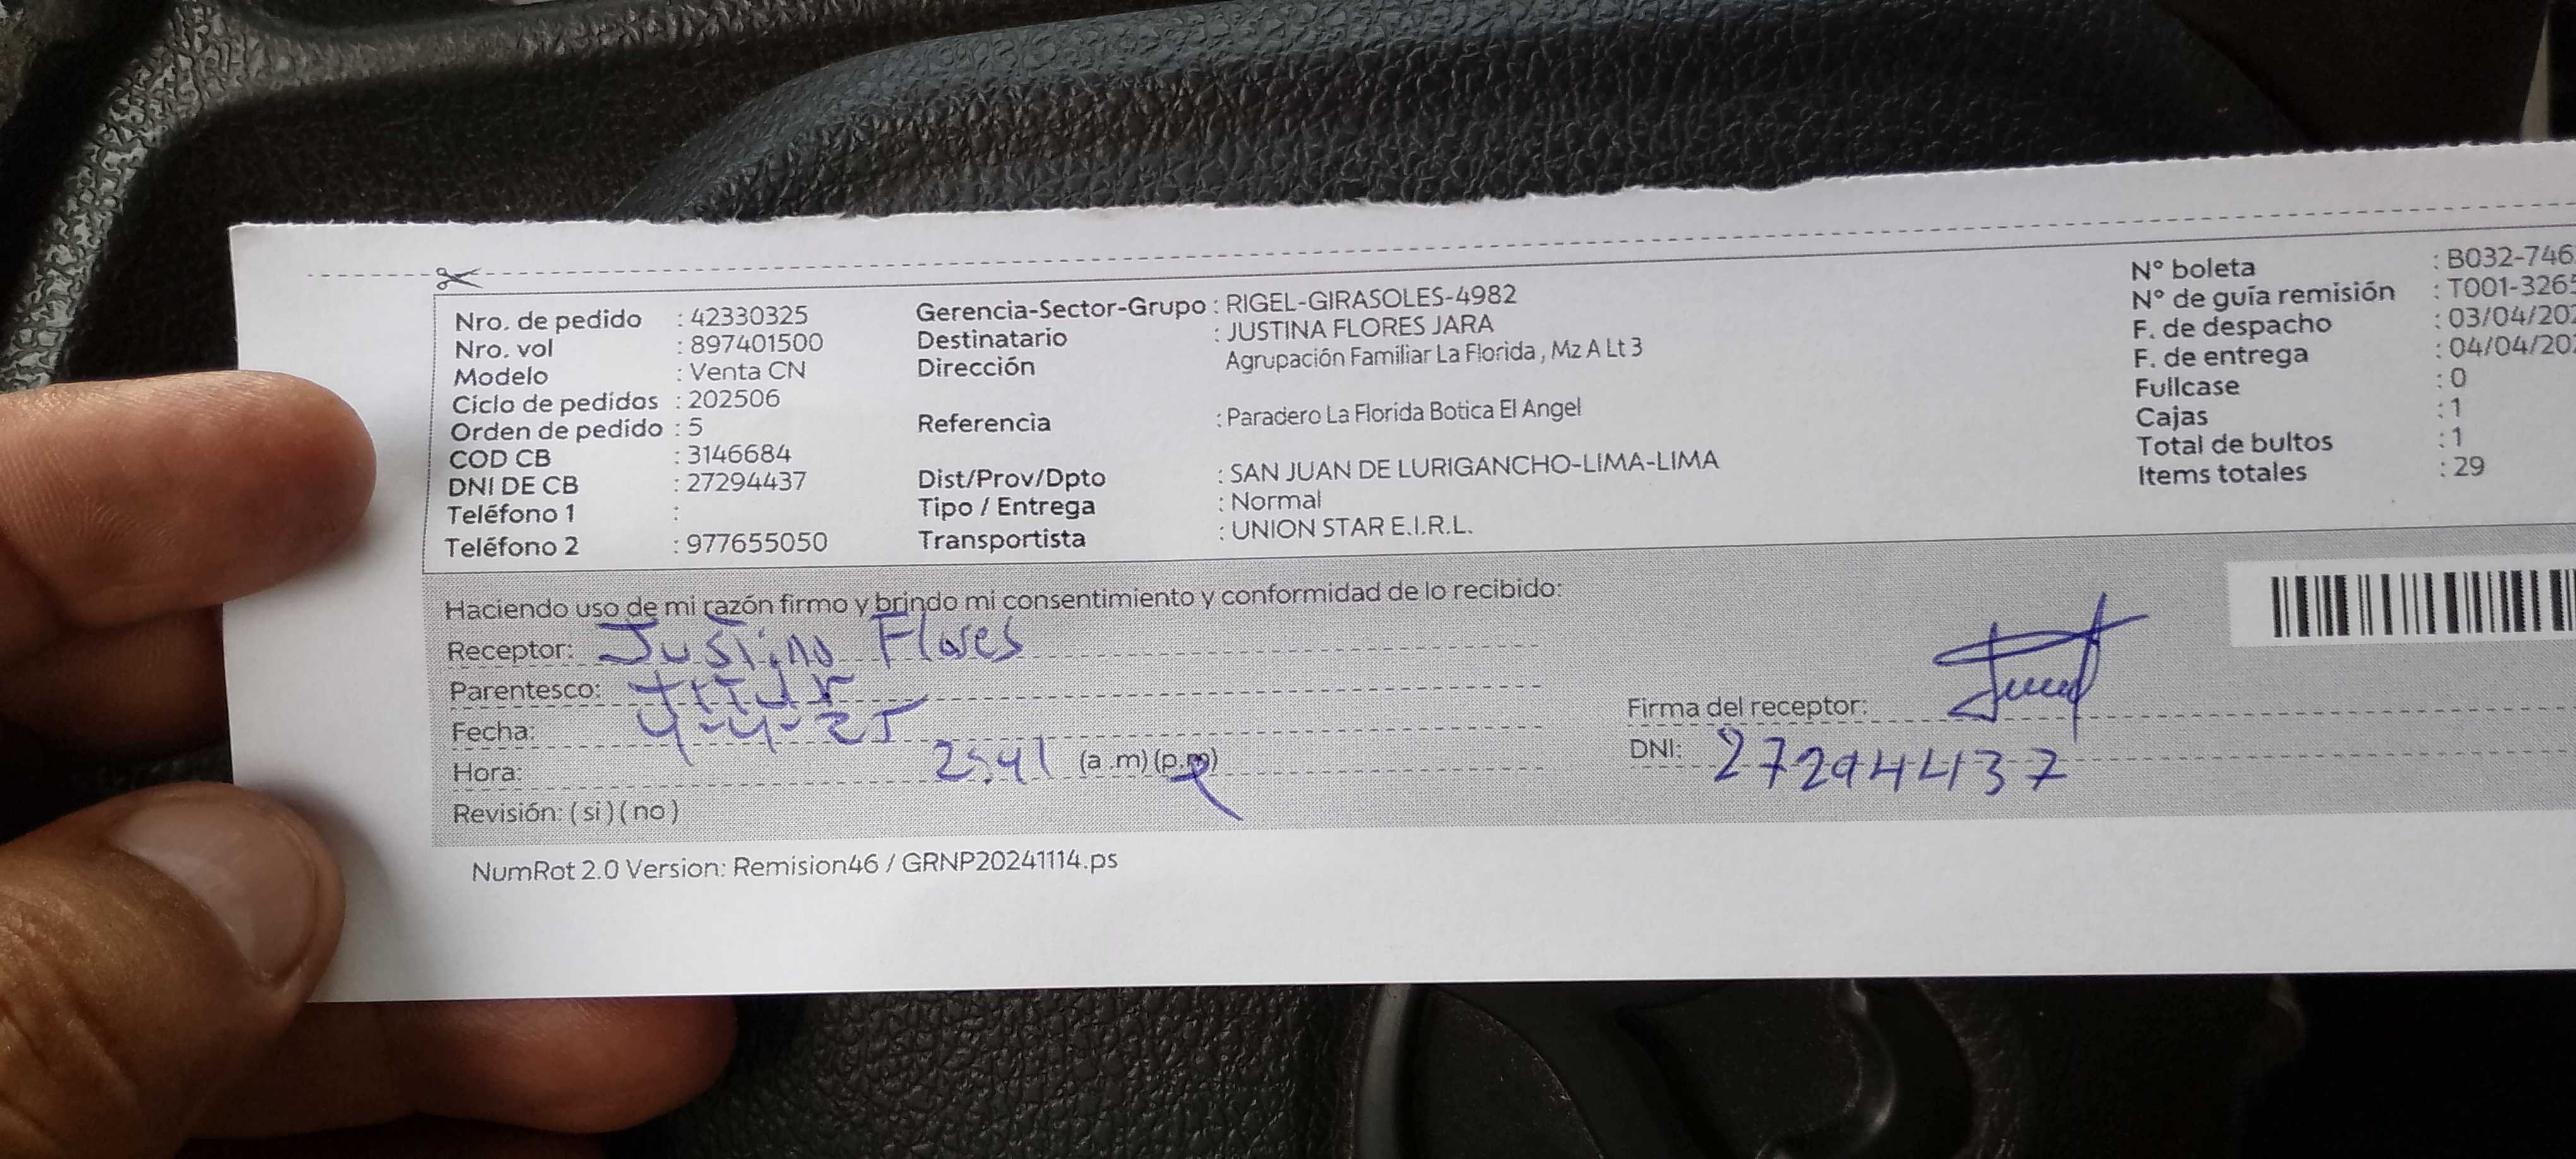 Nro. de pedido : 42330325
Nro. vol : 897401500
Modelo : Venta CN
Ciclo de pedidos : 202506
Orden de pedido : 5
COD CB : 3146684
DNI DE CB : 27294437
Teléfono 1 :
Teléfono 2 : 977655050
Gerencia-Sector-Grupo : RIGEL-GIRASOLES-4982
Destinatario : JUSTINA FLORES JARA
Dirección Agrupación Familiar La Florida , Mz A Lt 3
Referencia : Paradero La Florida Botica El Angel
Dist/Prov/Dpto : SAN JUAN DE LURIGANCHO-LIMA-LIMA
Tipo / Entrega : Normal
Transportista : UNION STAR E.I.R.L.
N° boleta : B032-746
N° de guía remisión : T001-3265
F. de despacho : 03/04/202
F. de entrega : 04/04/202
Fullcase : 0
Cajas : 1
Total de bultos : 1
Items totales : 29
Haciendo uso de mi razón firmo y brindo mi consentimiento y conformidad de lo recibido:
Receptor: Justina Flores
Parentesco:
Fecha: 4-4-25
Hora: (a .m) (p.m)
Revisión: ( si ) ( no )
Firma del receptor:
DNI: 27294437
NumRot 2.0 Version: Remision46 / GRNP20241114.ps